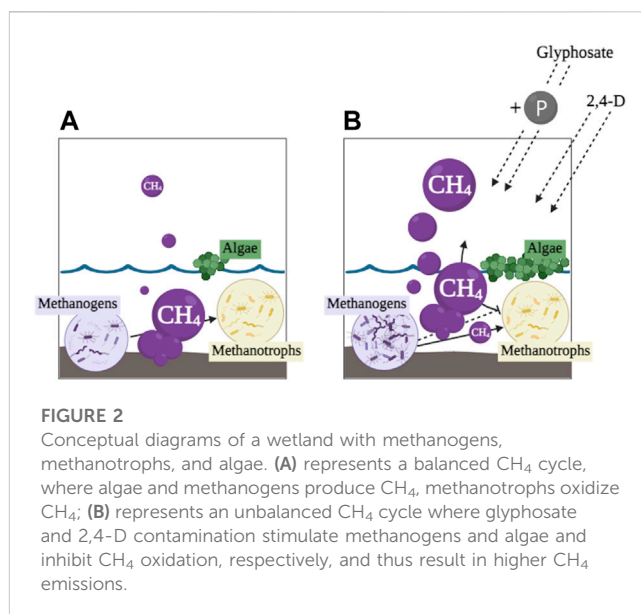 Glyphosate
+ P
2,4-D
A
B
CH₄
CH₄
Algae
Algae
Methanogens
CH₄
Methanotrophs
Methanogens
CH₄
CH₄
Methanotrophs
FIGURE 2
Conceptual diagrams of a wetland with methanogens,
methanotrophs, and algae. (A) represents a balanced CH₄ cycle,
where algae and methanogens produce CH₄, methanotrophs oxidize
CH₄; (B) represents an unbalanced CH₄ cycle where glyphosate
and 2,4-D contamination stimulate methanogens and algae and
inhibit CH₄ oxidation, respectively, and thus result in higher CH₄
emissions.